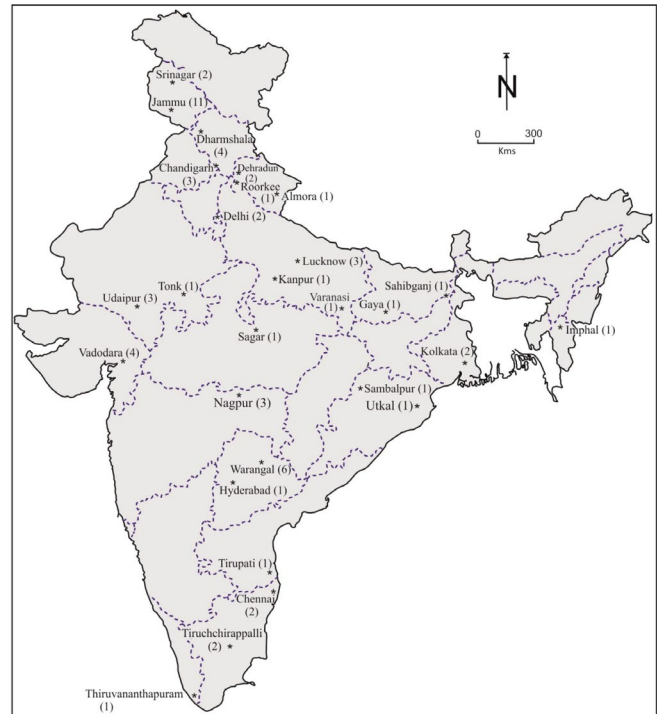 Srinagar (2)
Jammu (11)
N
0 300
Kms
Dharmshala
(4)
Chandigarh
(3)
Dehradun
(2)
Roorkee
(1)
Almora (1)
Delhi (2)
Lucknow (3)
Kanpur (1)
Tonk (1)
Udaipur (3)
Varanasi
(1)
Gaya (1)
Sahibganj (1)
Imphal (1)
Sagar (1)
Vadodara (4)
Kolkata (2)
Nagpur (3)
Sambalpur (1)
Utkal (1)
Warangal (6)
Hyderabad (1)
Tirupati (1)
Chennai
(2)
Tiruchchirappalli
(2)
Thiruvananthapuram
(1)